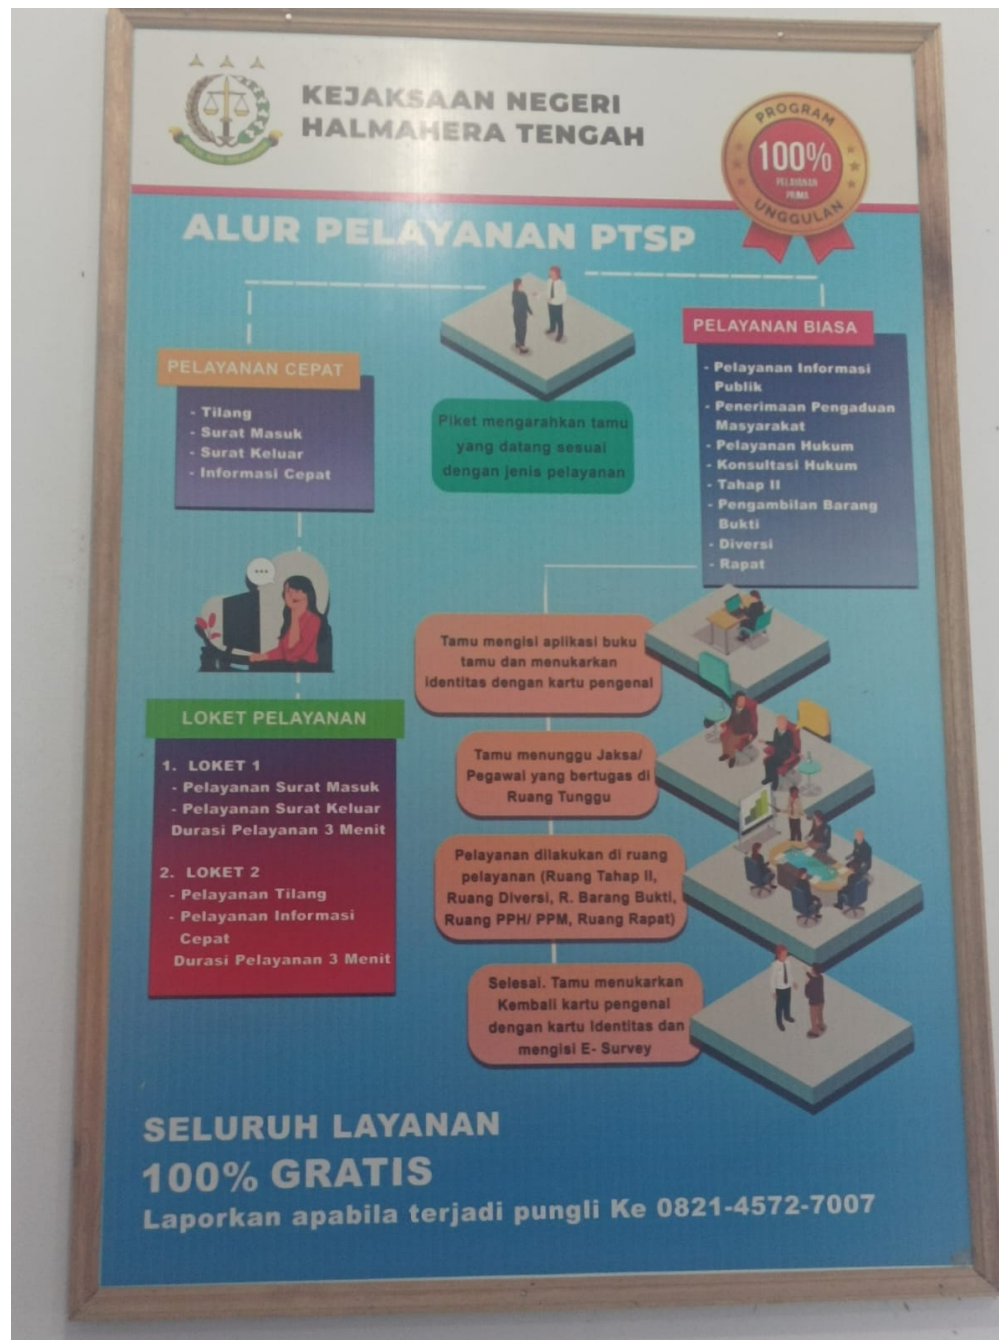 KEJAKSAAN NEGERI
HALMAHERA TENGAH
PROGRAM
100%
PELAYANAN
PRIMA
UNGGULAN
ALUR PELAYANAN PTSP
PELAYANAN CEPAT
- Tilang
- Surat Masuk
- Surat Keluar
- Informasi Cepat
Piket mengarahkan tamu
yang datang sesuai
dengan jenis pelayanan
PELAYANAN BIASA
- Pelayanan Informasi
Publik
- Penerimaan Pengaduan
Masyarakat
- Pelayanan Hukum
- Konsultasi Hukum
- Tahap II
- Pengambilan Barang
Bukti
- Diversi
- Rapat
LOKET PELAYANAN
1. LOKET 1
- Pelayanan Surat Masuk
- Pelayanan Surat Keluar
Durasi Pelayanan 3 Menit
2. LOKET 2
- Pelayanan Tilang
- Pelayanan Informasi
Cepat
Durasi Pelayanan 3 Menit
Tamu mengisi aplikasi buku
tamu dan menukarkan
identitas dengan kartu pengenal
Tamu menunggu Jaksa/
Pegawai yang bertugas di
Ruang Tunggu
Pelayanan dilakukan di ruang
pelayanan (Ruang Tahap II,
Ruang Diversi, R. Barang Bukti,
Ruang PPH/ PPM, Ruang Rapat)
Selesai. Tamu menukarkan
Kembali kartu pengenal
dengan kartu Identitas dan
mengisi E- Survey
SELURUH LAYANAN
100% GRATIS
Laporkan apabila terjadi pungli Ke 0821-4572-7007